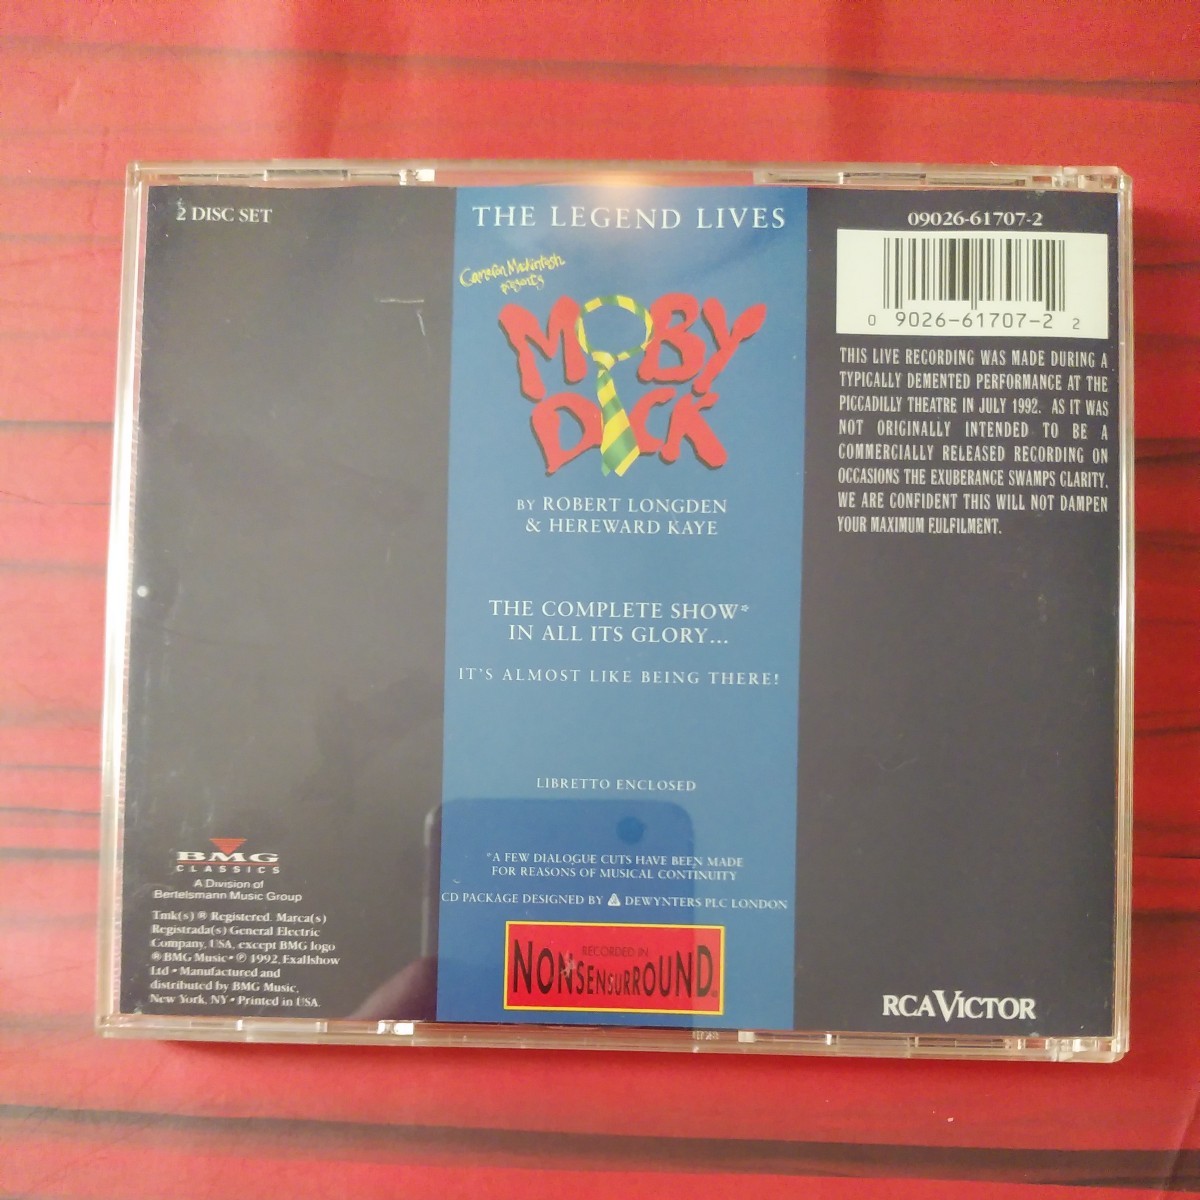 2 DISC SET
THE LEGEND LIVES
Cameron Mackintosh
presents
MOBY
DICK
BY ROBERT LONGDEN
& HEREWARD KAYE
THE COMPLETE SHOW*
IN ALL ITS GLORY...
IT'S ALMOST LIKE BEING THERE!
LIBRETTO ENCLOSED
*A FEW DIALOGUE CUTS HAVE BEEN MADE
FOR REASONS OF MUSICAL CONTINUITY
CD PACKAGE DESIGNED BY DEWYNTERS PLC LONDON
RECORDED IN
NONSENSURROUND
09026-61707-2
0 9026-61707-2 2
THIS LIVE RECORDING WAS MADE DURING A
TYPICALLY DEMENTED PERFORMANCE AT THE
PICCADILLY THEATRE IN JULY 1992. AS IT WAS
NOT ORIGINALLY INTENDED TO BE A
COMMERCIALLY RELEASED RECORDING ON
OCCASIONS THE EXUBERANCE SWAMPS CLARITY.
WE ARE CONFIDENT THIS WILL NOT DAMPEN
YOUR MAXIMUM FULFILMENT.
BMG
CLASSICS
A Division of
Bertelsmann Music Group
Tmk(s) ® Registered. Marca(s)
Registrada(s) General Electric
Company, USA, except BMG logo
® BMG Music • ℗ 1992, Exallshow
Ltd • Manufactured and
distributed by BMG Music,
New York, NY • Printed in USA.
RCA VICTOR